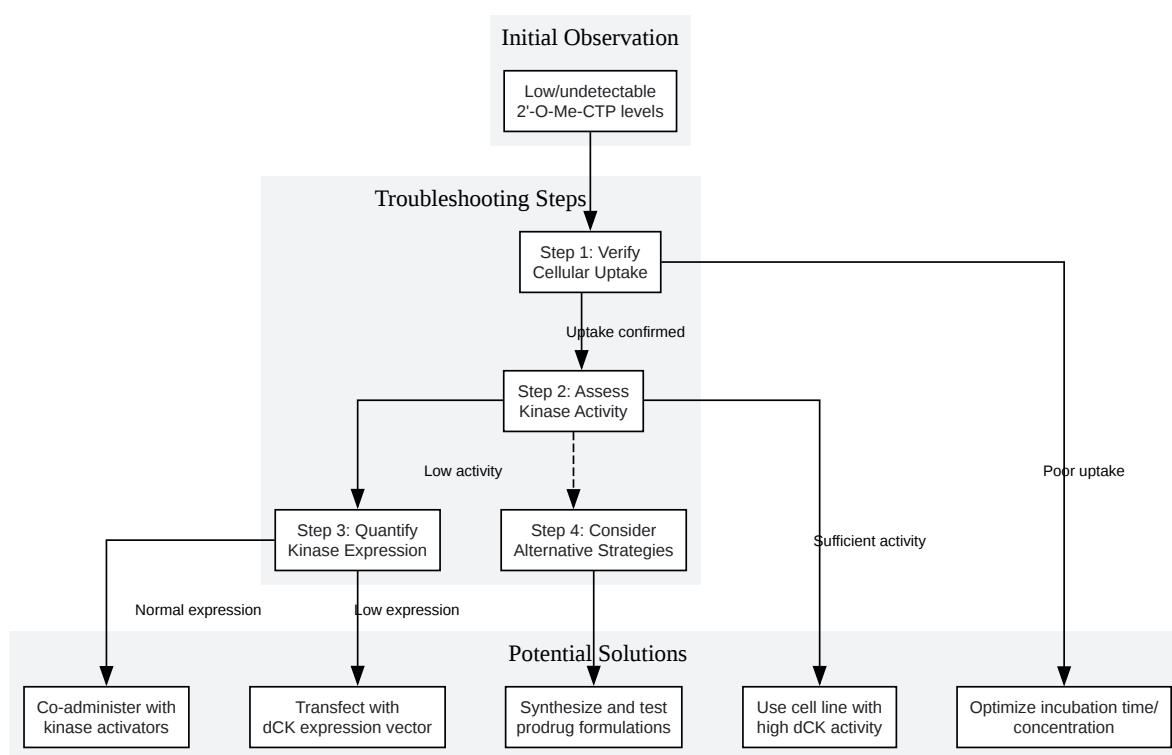 Initial Observation
Low/undetectable
2'-O-Me-CTP levels
Troubleshooting Steps
Step 1: Verify
Cellular Uptake
Uptake confirmed
Step 2: Assess
Kinase Activity
Low activity
Poor uptake
Step 3: Quantify
Kinase Expression
Step 4: Consider
Alternative Strategies
Sufficient activity
Normal expression
Low expression
Potential Solutions
Co-administer with
kinase activators
Transfect with
dCK expression vector
Synthesize and test
prodrug formulations
Use cell line with
high dCK activity
Optimize incubation time/
concentration